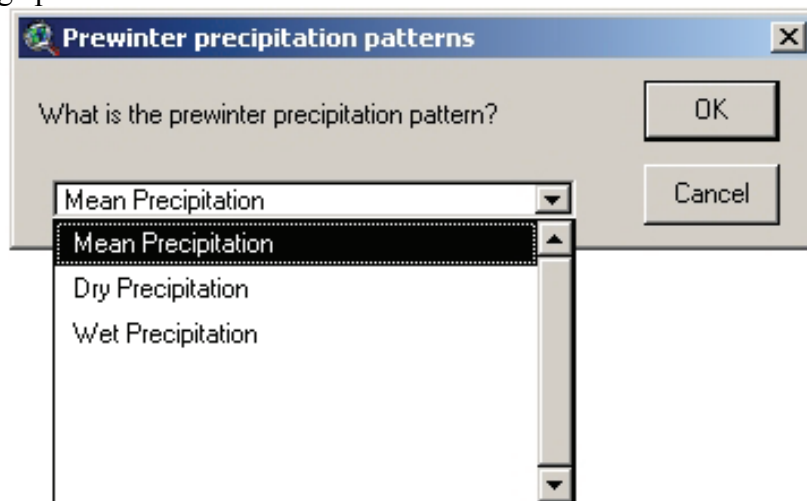 Prewinter precipitation patterns
What is the prewinter precipitation pattern?
OK
Mean Precipitation
Cancel
Mean Precipitation
Dry Precipitation
Wet Precipitation